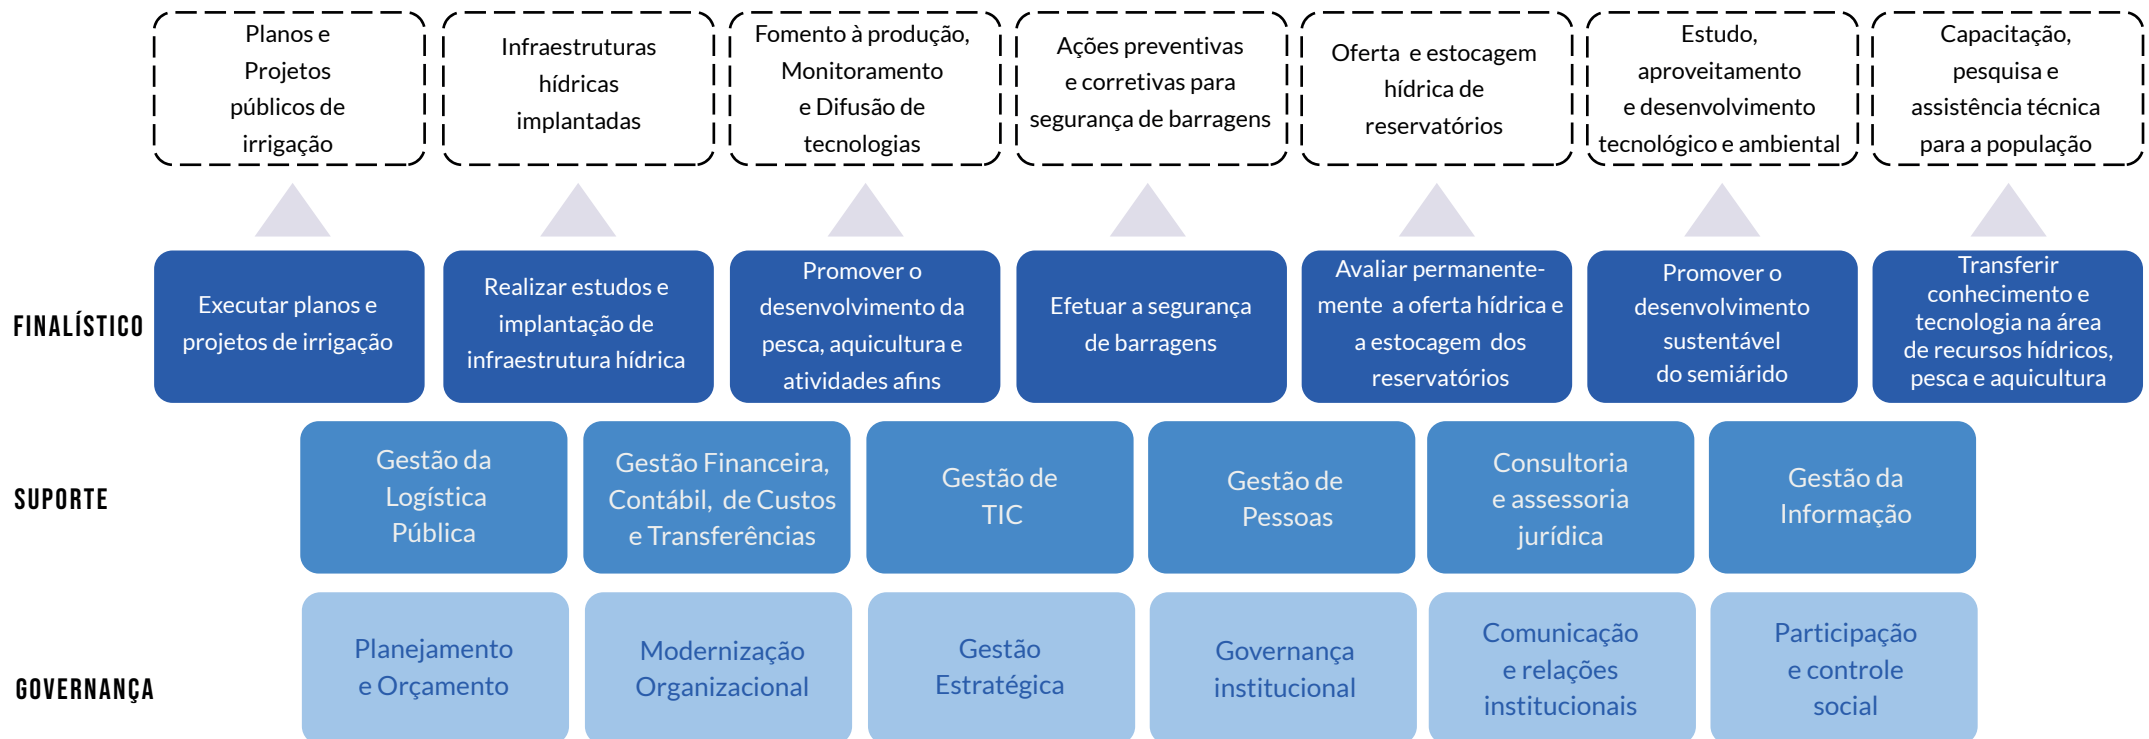 Planos e
Projetos
públicos de
irrigação
Infraestruturas
hídricas
implantadas
Fomento à produção,
Monitoramento
e Difusão de
tecnologias
Ações preventivas
e corretivas para
segurança de barragens
Oferta e estocagem
hídrica de
reservatórios
Estudo,
aproveitamento
e desenvolvimento
tecnológico e ambiental
Capacitação,
pesquisa e
assistência técnica
para a população
FINALÍSTICO
Executar planos e
projetos de irrigação
Realizar estudos e
implantação de
infraestrutura hídrica
Promover o
desenvolvimento da
pesca, aquicultura e
atividades afins
Efetuar a segurança
de barragens
Avaliar permanente-
mente a oferta hídrica e
a estocagem dos
reservatórios
Promover o
desenvolvimento
sustentável
do semiárido
Transferir
conhecimento e
tecnologia na área
de recursos hídricos,
pesca e aquicultura
SUPORTE
Gestão da
Logística
Pública
Gestão Financeira,
Contábil, de Custos
e Transferências
Gestão de
TIC
Gestão de
Pessoas
Consultoria
e assessoria
jurídica
Gestão da
Informação
GOVERNANÇA
Planejamento
e Orçamento
Modernização
Organizacional
Gestão
Estratégica
Governança
institucional
Comunicação
e relações
institucionais
Participação
e controle
social